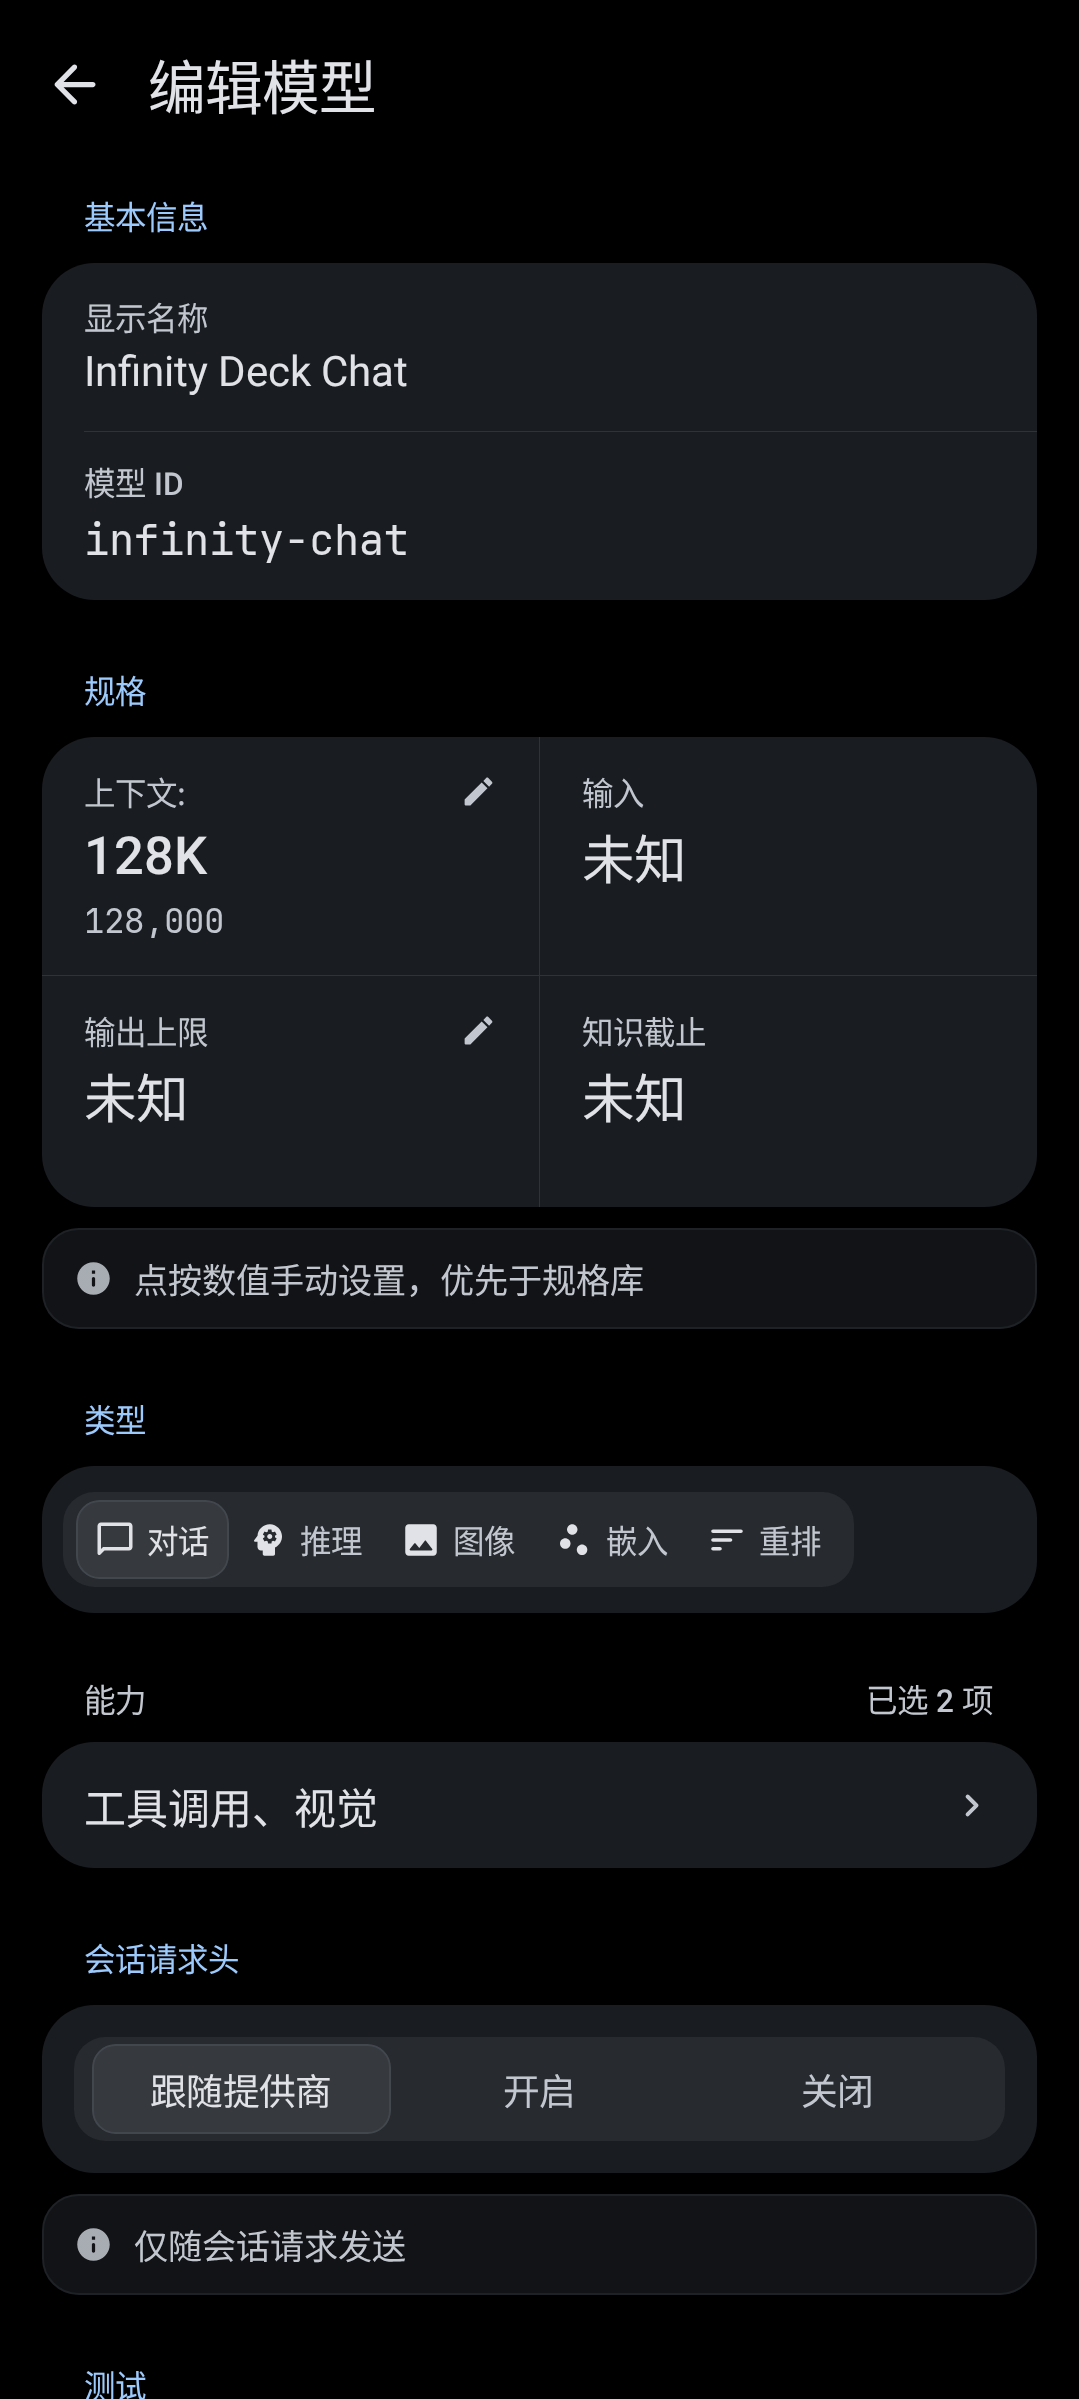 编辑模型
基本信息
显示名称
Infinity Deck Chat
模型 ID
infinity-chat
规格
上下文:
128K
128,000
输入
未知
输出上限
未知
知识截止
未知
点按数值手动设置，优先于规格库
类型
对话 推理 图像 嵌入 重排
能力 已选 2 项
工具调用、视觉
会话请求头
跟随提供商 开启 关闭
仅随会话请求发送
测试